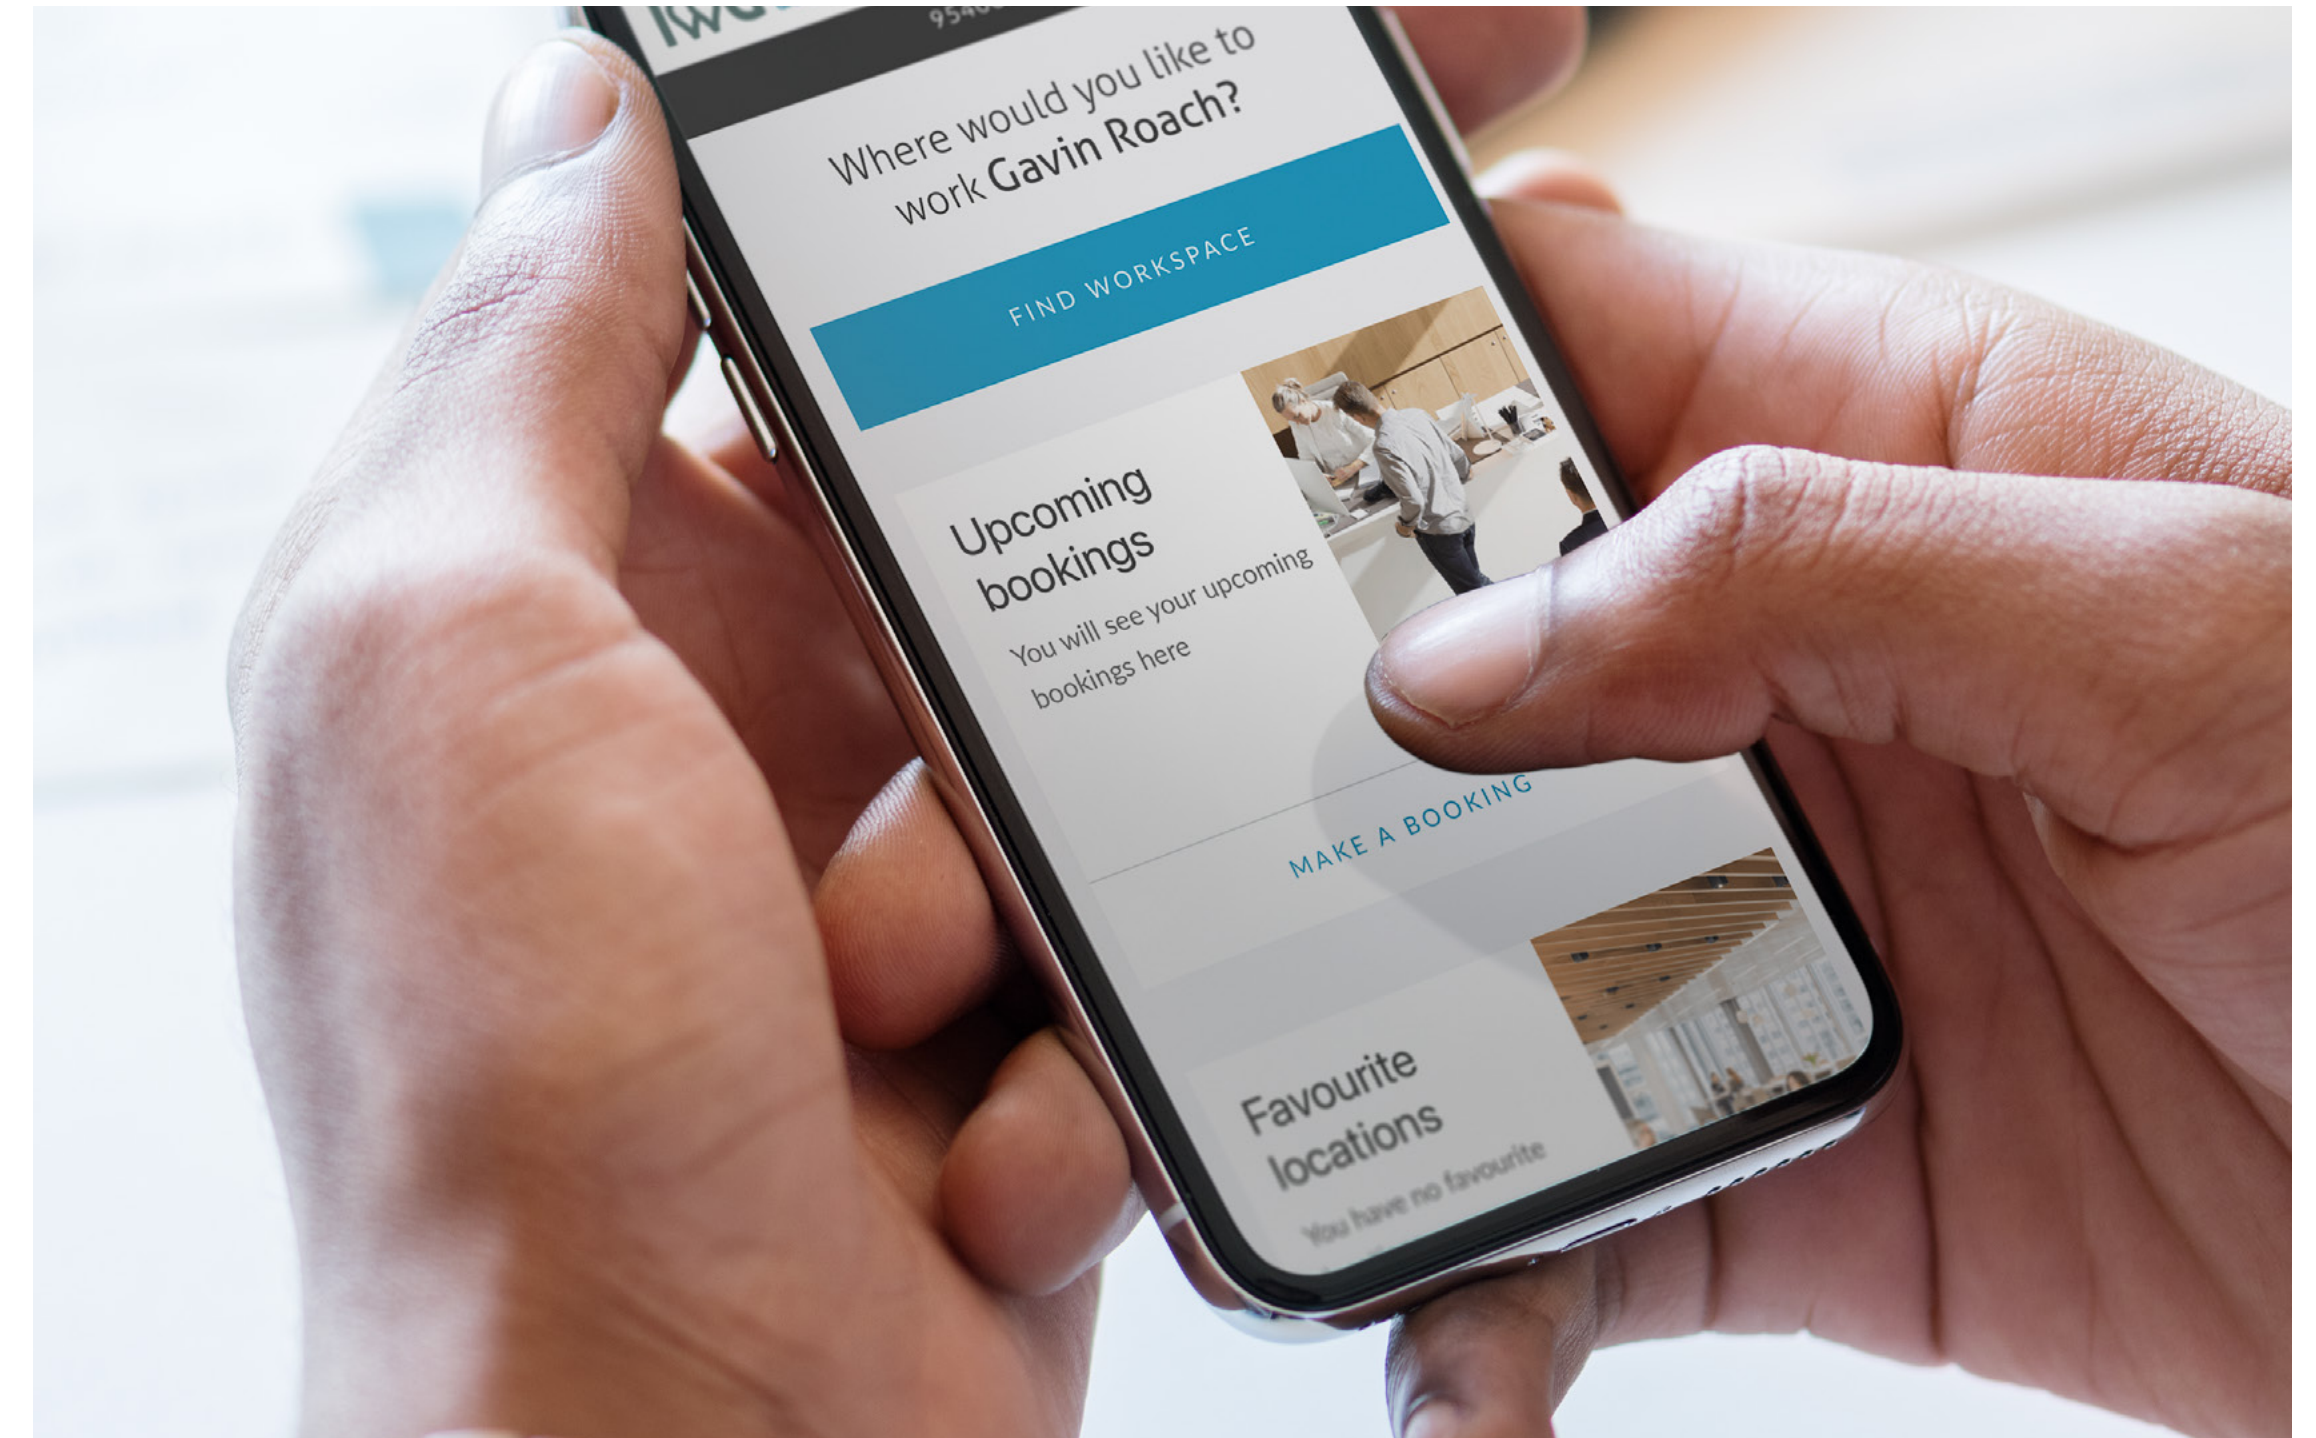 Where would you like to
work Gavin Roach?
FIND WORKSPACE
Upcoming
bookings
You will see your upcoming
bookings here
MAKE A BOOKING
Favourite
locations
You have no favourite